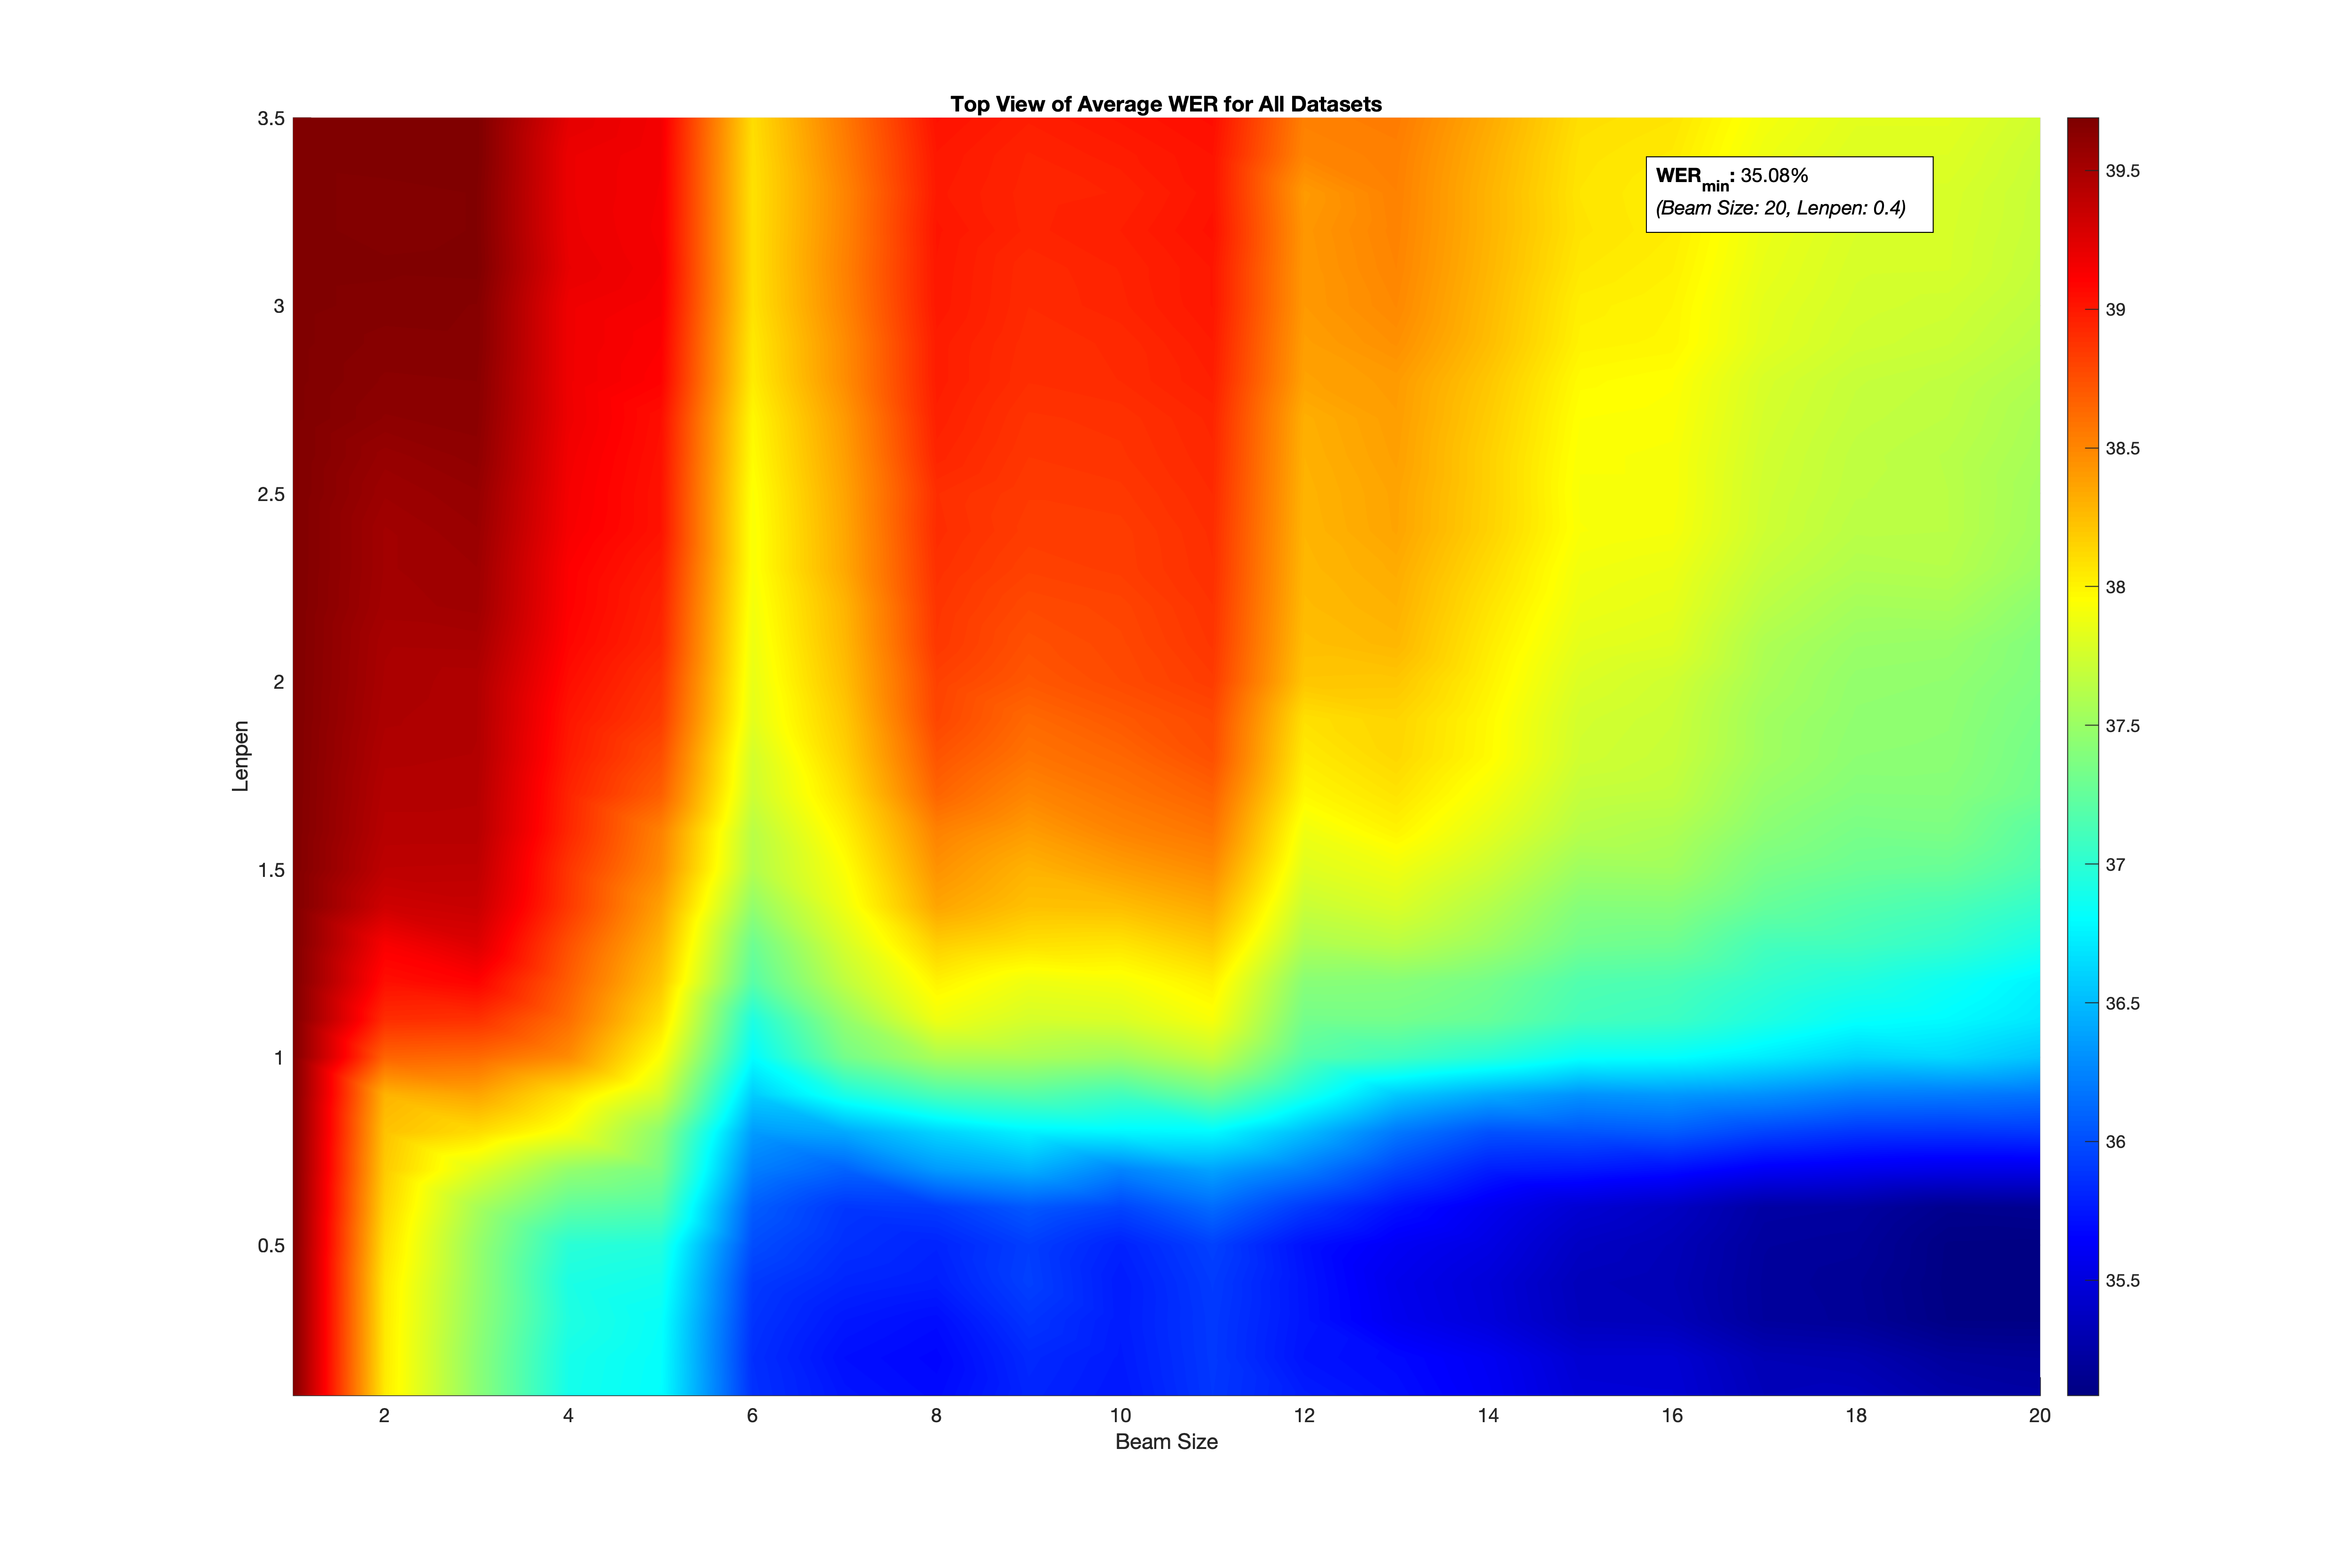 Top View of Average WER for All Datasets
3.5
3
2.5
2
1.5
1
0.5
Lenpen
WERmin: 35.08%
(Beam Size: 20, Lenpen: 0.4)
39.5
39
38.5
38
37.5
37
36.5
36
35.5
2 4 6 8 10 12 14 16 18 20
Beam Size